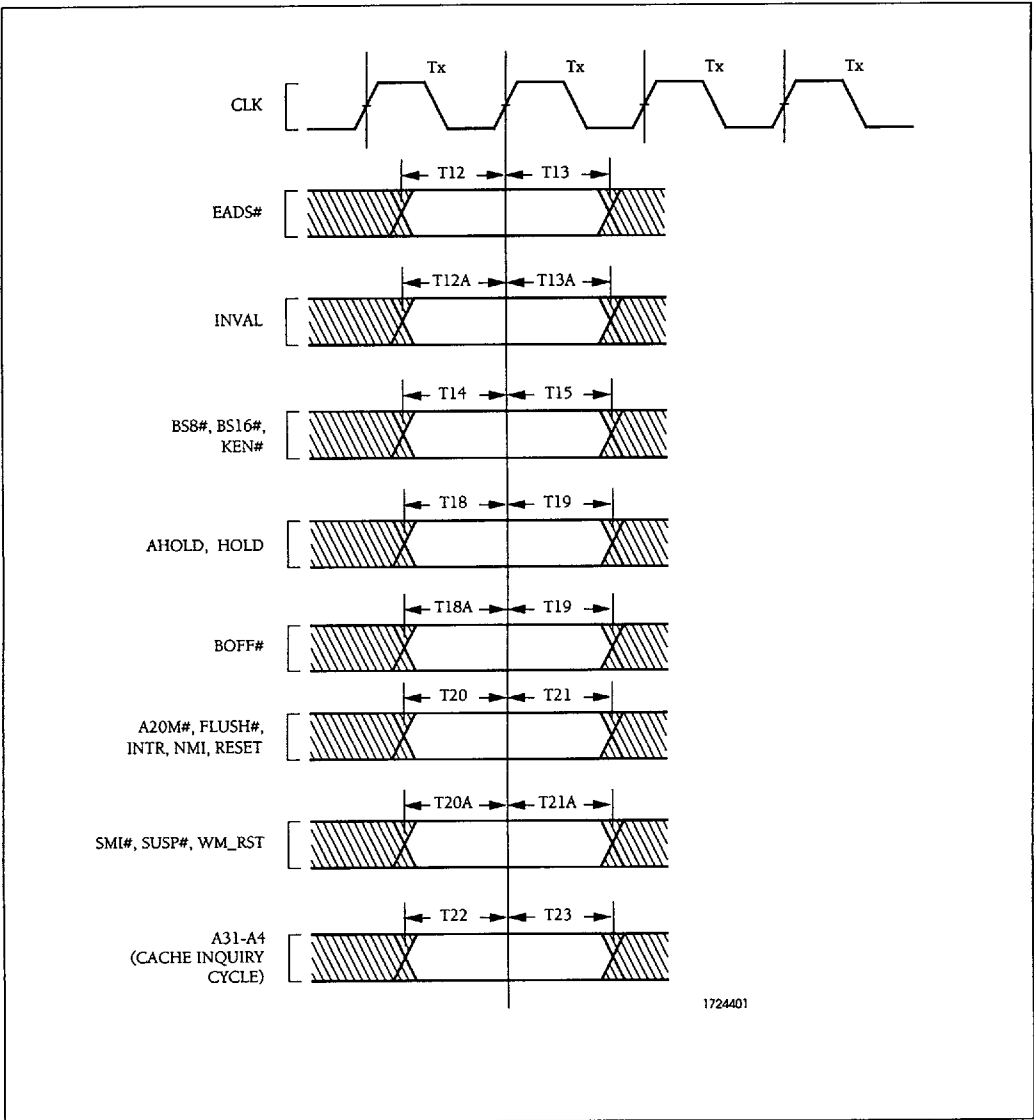 Tx Tx Tx Tx
CLK
T12 T13
EADS#
T12A T13A
INVAL
T14 T15
BS8#, BS16#,
KEN#
T18 T19
AHOLD, HOLD
T18A T19
BOFF#
T20 T21
A20M#, FLUSH#,
INTR, NMI, RESET
T20A T21A
SMI#, SUSP#, WM_RST
T22 T23
A31-A4
(CACHE INQUIRY
CYCLE)
1724401